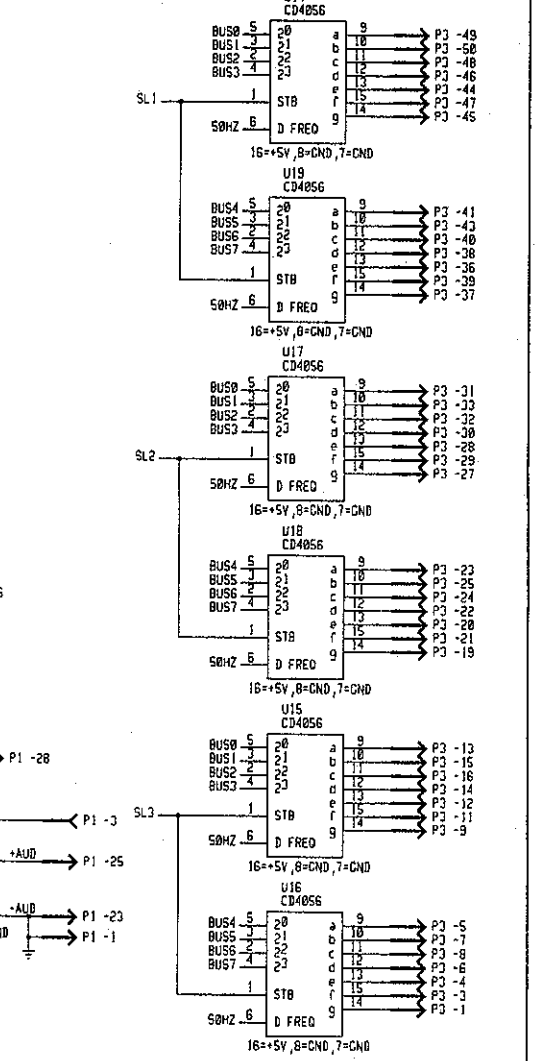 CD4056
BUS0 5 2⁰ a 9 P3 -49
BUS1 3 2¹ b 10 P3 -50
BUS2 2 2² c 11 P3 -48
BUS3 4 2³ d 12 P3 -46
e 13 P3 -44
SL1 1 STB f 15 P3 -47
g 14 P3 -45
50HZ 6 D FREQ
16=+5V,8=GND,7=GND
U19
CD4056
BUS4 5 2⁰ a 9 P3 -41
BUS5 3 2¹ b 10 P3 -43
BUS6 2 2² c 11 P3 -40
BUS7 4 2³ d 12 P3 -38
e 13 P3 -36
1 STB f 15 P3 -39
g 14 P3 -37
50HZ 6 D FREQ
16=+5V,8=GND,7=GND
U17
CD4056
BUS0 5 2⁰ a 9 P3 -31
BUS1 3 2¹ b 10 P3 -33
BUS2 2 2² c 11 P3 -32
BUS3 4 2³ d 12 P3 -30
e 13 P3 -28
SL2 1 STB f 15 P3 -29
g 14 P3 -27
50HZ 6 D FREQ
16=+5V,8=GND,7=GND
U18
CD4056
BUS4 5 2⁰ a 9 P3 -23
BUS5 3 2¹ b 10 P3 -25
BUS6 2 2² c 11 P3 -24
BUS7 4 2³ d 12 P3 -22
e 13 P3 -20
1 STB f 15 P3 -21
g 14 P3 -19
50HZ 6 D FREQ
16=+5V,8=GND,7=GND
U15
CD4056
BUS0 5 2⁰ a 9 P3 -13
BUS1 3 2¹ b 10 P3 -15
BUS2 2 2² c 11 P3 -16
BUS3 4 2³ d 12 P3 -14
e 13 P3 -12
SL3 1 STB f 15 P3 -11
g 14 P3 -9
50HZ 6 D FREQ
16=+5V,8=GND,7=GND
P1 -28
P1 -3
+AUD P1 -25
-AUD P1 -23
P1 -1
U16
CD4056
BUS4 5 2⁰ a 9 P3 -5
BUS5 3 2¹ b 10 P3 -7
BUS6 2 2² c 11 P3 -8
BUS7 4 2³ d 12 P3 -6
e 13 P3 -4
1 STB f 15 P3 -3
g 14 P3 -1
50HZ 6 D FREQ
16=+5V,8=GND,7=GND